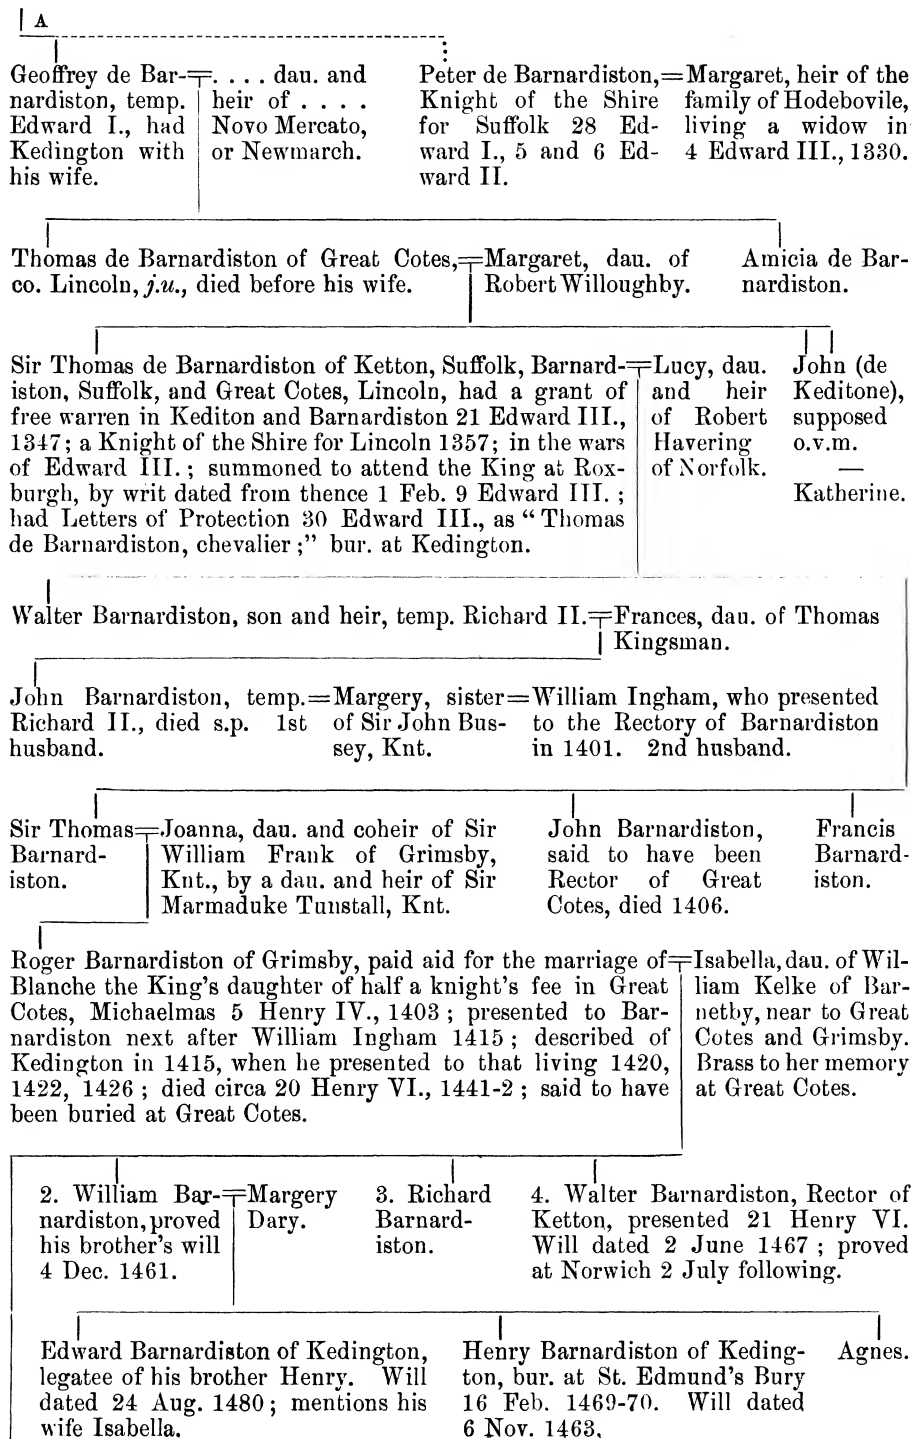 A
Geoffrey de Bar-
nardiston, temp.
Edward I., had
Kedington with
his wife.
. . . . dau. and
heir of . . . .
Novo Mercato,
or Newmarch.
Peter de Barnardiston,
Knight of the Shire
for Suffolk 28 Ed-
ward I., 5 and 6 Ed-
ward II.
=Margaret, heir of the
family of Hodebovile,
living a widow in
4 Edward III., 1330.
Thomas de Barnardiston of Great Cotes,
co. Lincoln, j.u., died before his wife.
Margaret, dau. of
Robert Willoughby.
Amicia de Bar-
nardiston.
Sir Thomas de Barnardiston of Ketton, Suffolk, Barnard-
iston, Suffolk, and Great Cotes, Lincoln, had a grant of
free warren in Kediton and Barnardiston 21 Edward III.,
1347; a Knight of the Shire for Lincoln 1357; in the wars
of Edward III.; summoned to attend the King at Rox-
burgh, by writ dated from thence 1 Feb. 9 Edward III. ;
had Letters of Protection 30 Edward III., as “Thomas
de Barnardiston, chevalier;” bur. at Kedington.
Lucy, dau.
and heir
of Robert
Havering
of Norfolk.
John (de
Keditone),
supposed
o.v.m.
—
Katherine.
Walter Barnardiston, son and heir, temp. Richard II.
Frances, dau. of Thomas
Kingsman.
John Barnardiston, temp.
Richard II., died s.p. 1st
husband.
=Margery, sister
of Sir John Bus-
sey, Knt.
=William Ingham, who presented
to the Rectory of Barnardiston
in 1401. 2nd husband.
Sir Thomas
Barnard-
iston.
Joanna, dau. and coheir of Sir
William Frank of Grimsby,
Knt., by a dau. and heir of Sir
Marmaduke Tunstall, Knt.
John Barnardiston,
said to have been
Rector of Great
Cotes, died 1406.
Francis
Barnard-
iston.
Roger Barnardiston of Grimsby, paid aid for the marriage of
Blanche the King's daughter of half a knight's fee in Great
Cotes, Michaelmas 5 Henry IV., 1403 ; presented to Bar-
nardiston next after William Ingham 1415 ; described of
Kedington in 1415, when he presented to that living 1420,
1422, 1426 ; died circa 20 Henry VI., 1441-2 ; said to have
been buried at Great Cotes.
Isabella, dau. of Wil-
liam Kelke of Bar-
netby, near to Great
Cotes and Grimsby.
Brass to her memory
at Great Cotes.
2. William Bar-
nardiston, proved
his brother's will
4 Dec. 1461.
Margery
Dary.
3. Richard
Barnard-
iston.
4. Walter Barnardiston, Rector of
Ketton, presented 21 Henry VI.
Will dated 2 June 1467 ; proved
at Norwich 2 July following.
Edward Barnardiston of Kedington,
legatee of his brother Henry. Will
dated 24 Aug. 1480 ; mentions his
wife Isabella.
Henry Barnardiston of Keding-
ton, bur. at St. Edmund's Bury
16 Feb. 1469-70. Will dated
6 Nov. 1463.
Agnes.